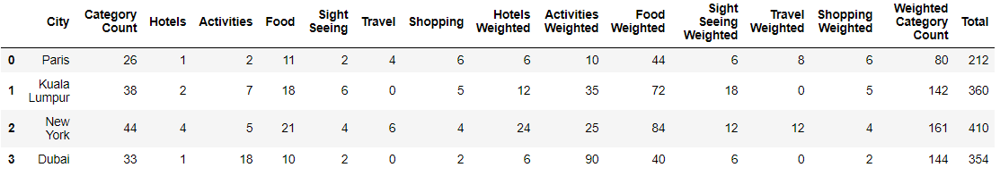 City Category Count Hotels Activities Food Sight Seeing Travel Shopping Hotels Weighted Activities Weighted Food Weighted Sight Seeing Weighted Travel Weighted Shopping Weighted Weighted Category Count Total
0 Paris 26 1 2 11 2 4 6 6 10 44 6 8 6 80 212
1 Kuala Lumpur 38 2 7 18 6 0 5 12 35 72 18 0 5 142 360
2 New York 44 4 5 21 4 6 4 24 25 84 12 12 4 161 410
3 Dubai 33 1 18 10 2 0 2 6 90 40 6 0 2 144 354